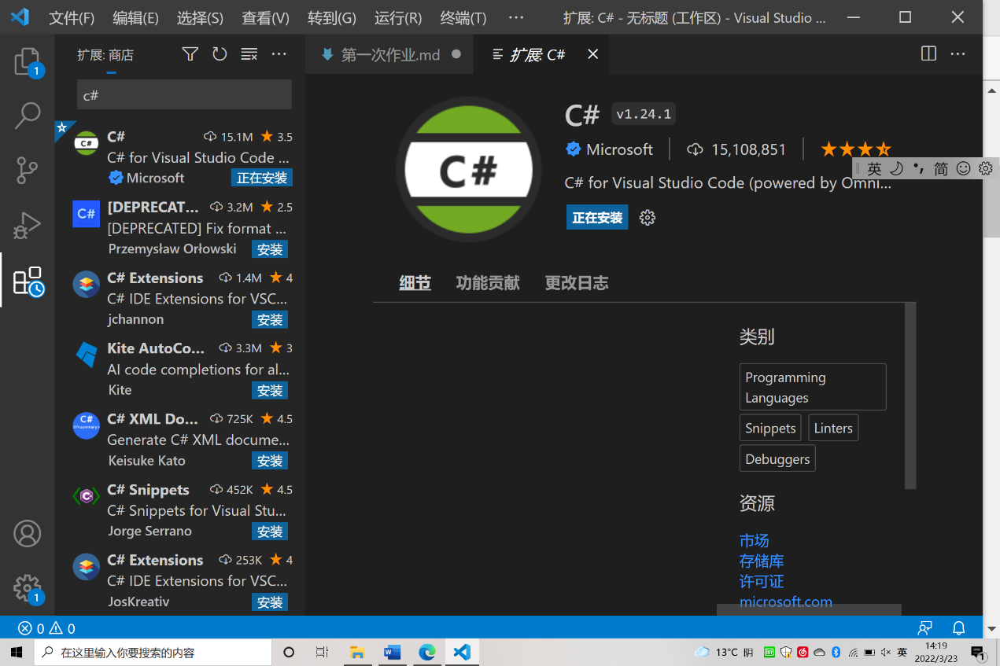 文件(F) 编辑(E) 选择(S) 查看(V) 转到(G) 运行(R) 终端(T) ··· 扩展: C# - 无标题 (工作区) - Visual Studio ...
扩展: 商店
c#
C# 15.1M 3.5
C# for Visual Studio Code ...
Microsoft 正在安装
C# [DEPRECAT... 3.2M 2.5
[DEPRECATED] Fix format ...
Przemysław Orłowski 安装
C# Extensions 1.4M 4
C# IDE Extensions for VSC...
jchannon 安装
Kite AutoCo... 3.3M 3
AI code completions for al...
Kite 安装
C# XML Do... 725K 4.5
Generate C# XML docume...
Keisuke Kato 安装
C# Snippets 452K 4.5
C# Snippets for Visual Stu...
Jorge Serrano 安装
C# Extensions 253K 4
C# IDE Extensions for VSC...
JosKreativ 安装
第一次作业.md
扩展: C#
C#
C# v1.24.1
Microsoft 15,108,851
英 简
C# for Visual Studio Code (powered by Omni...
正在安装
细节 功能贡献 更改日志
类别
Programming
Languages
Snippets Linters
Debuggers
资源
市场
存储库
许可证
microsoft.com
1
1
0 0
在这里输入你要搜索的内容
13°C 阴
英
14:19
2022/3/23
1